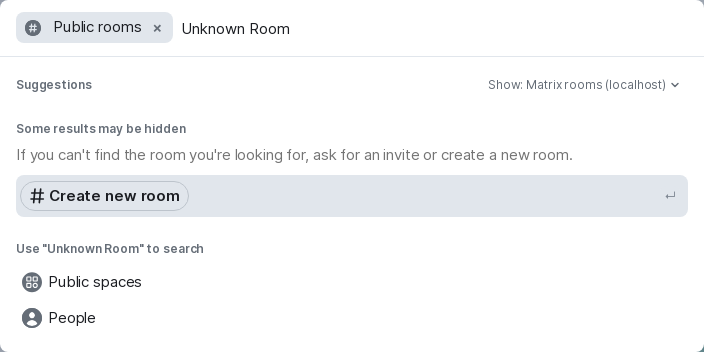 Public rooms × Unknown Room
Suggestions Show: Matrix rooms (localhost)
Some results may be hidden
If you can't find the room you're looking for, ask for an invite or create a new room.
# Create new room
Use "Unknown Room" to search
Public spaces
People